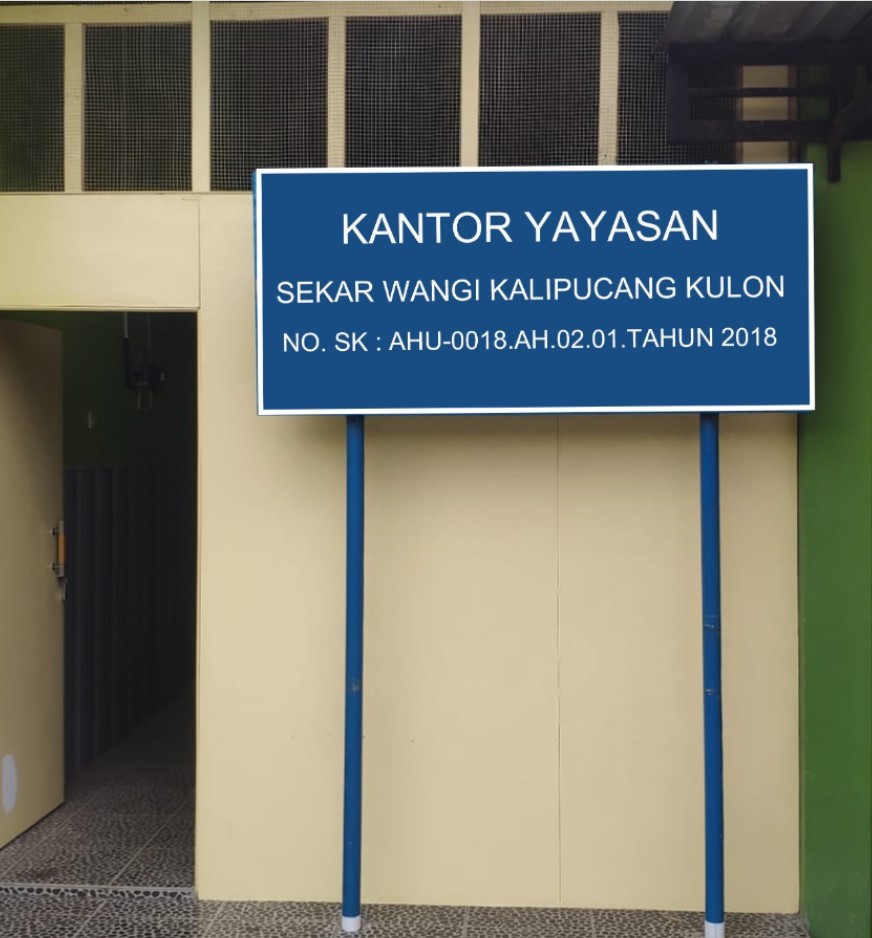 KANTOR YAYASAN
SEKAR WANGI KALIPUCANG KULON
NO. SK : AHU-0018.AH.02.01.TAHUN 2018